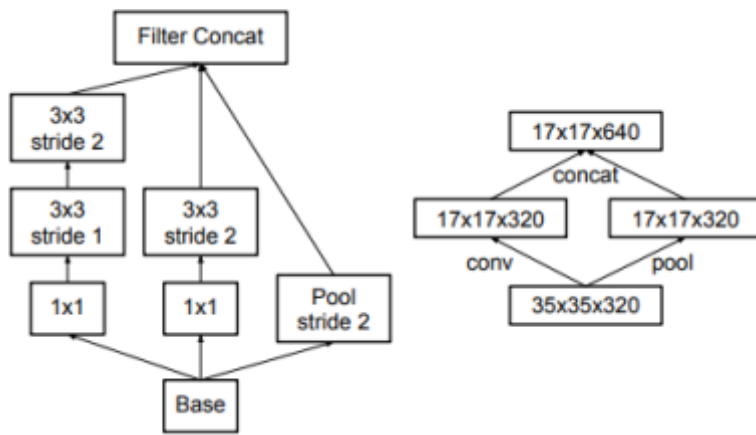 Filter Concat
3x3
stride 2
3x3
stride 1
3x3
stride 2
1x1
1x1
Pool
stride 2
Base
17x17x640
concat
17x17x320
17x17x320
conv
pool
35x35x320